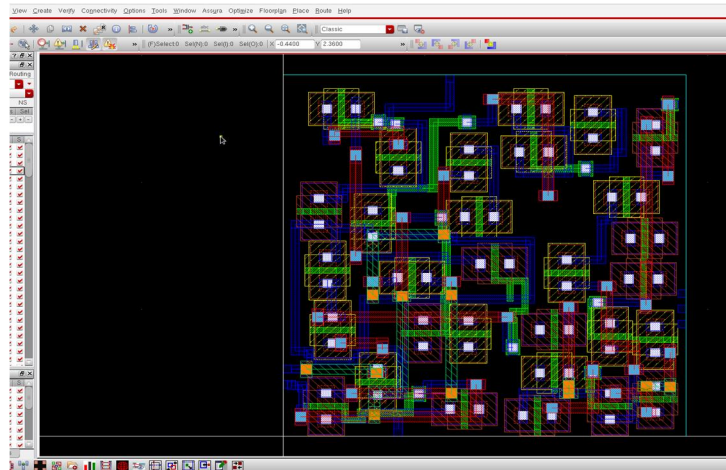 View Create Verify Connectivity Options Tools Window Assura Optimize Floorplan Place Route Help
» » » Classic
» (F)Select:0 Sel(N):0 Sel(I):0 Sel(O):0 X -0.4400 Y 2.3600 »
? X
X
Routing
NS
s Sel
S
X
S